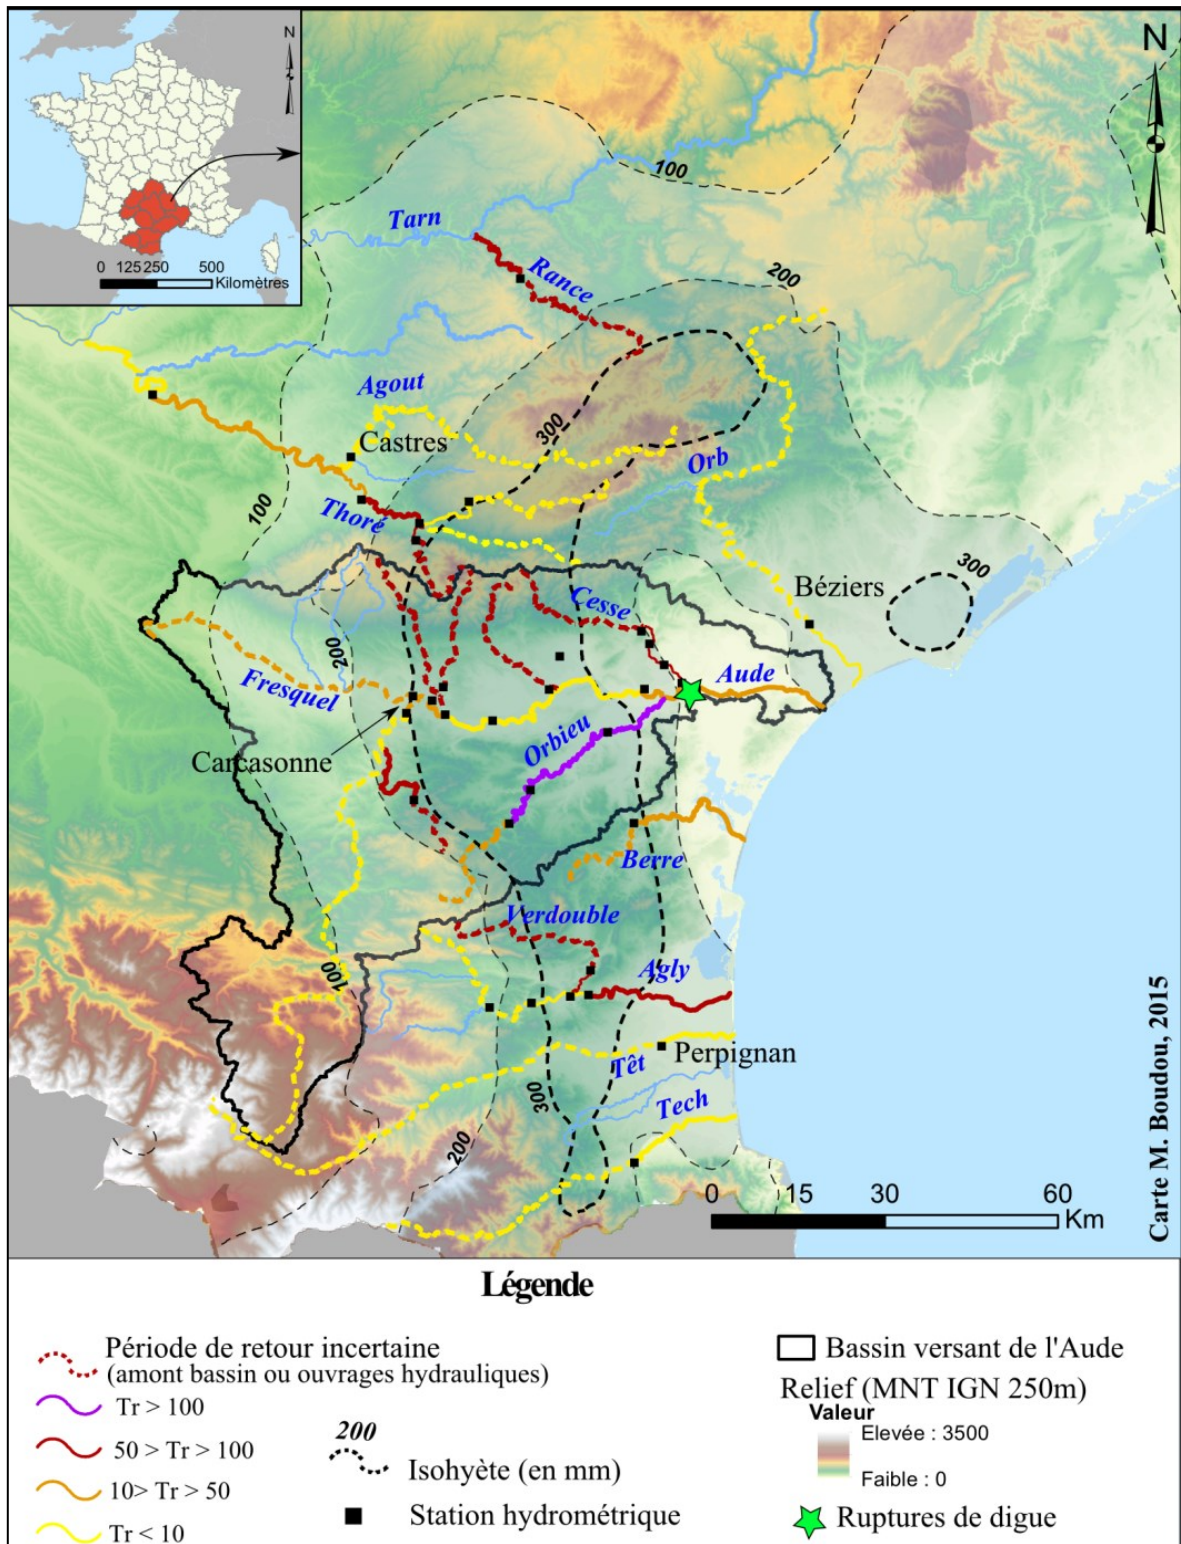 N
0 125 250 500
Kilomètres
N
100
Tarn
Rance
200
Agout
300
Castres
Orb
100
Thoré
300
Béziers
Cesse
200
Fresquel
Aude
Orbieu
Carcasonne
Berre
Verdouble
100
Agly
Perpignan
Têt
300
Tech
200
0 15 30 60
Km
Carte M. Boudou, 2015
Légende
Période de retour incertaine
(amont bassin ou ouvrages hydrauliques)
Tr > 100
50 > Tr > 100
10> Tr > 50
Tr < 10
200
Isohyète (en mm)
Station hydrométrique
Bassin versant de l'Aude
Relief (MNT IGN 250m)
Valeur
Elevée : 3500
Faible : 0
Ruptures de digue